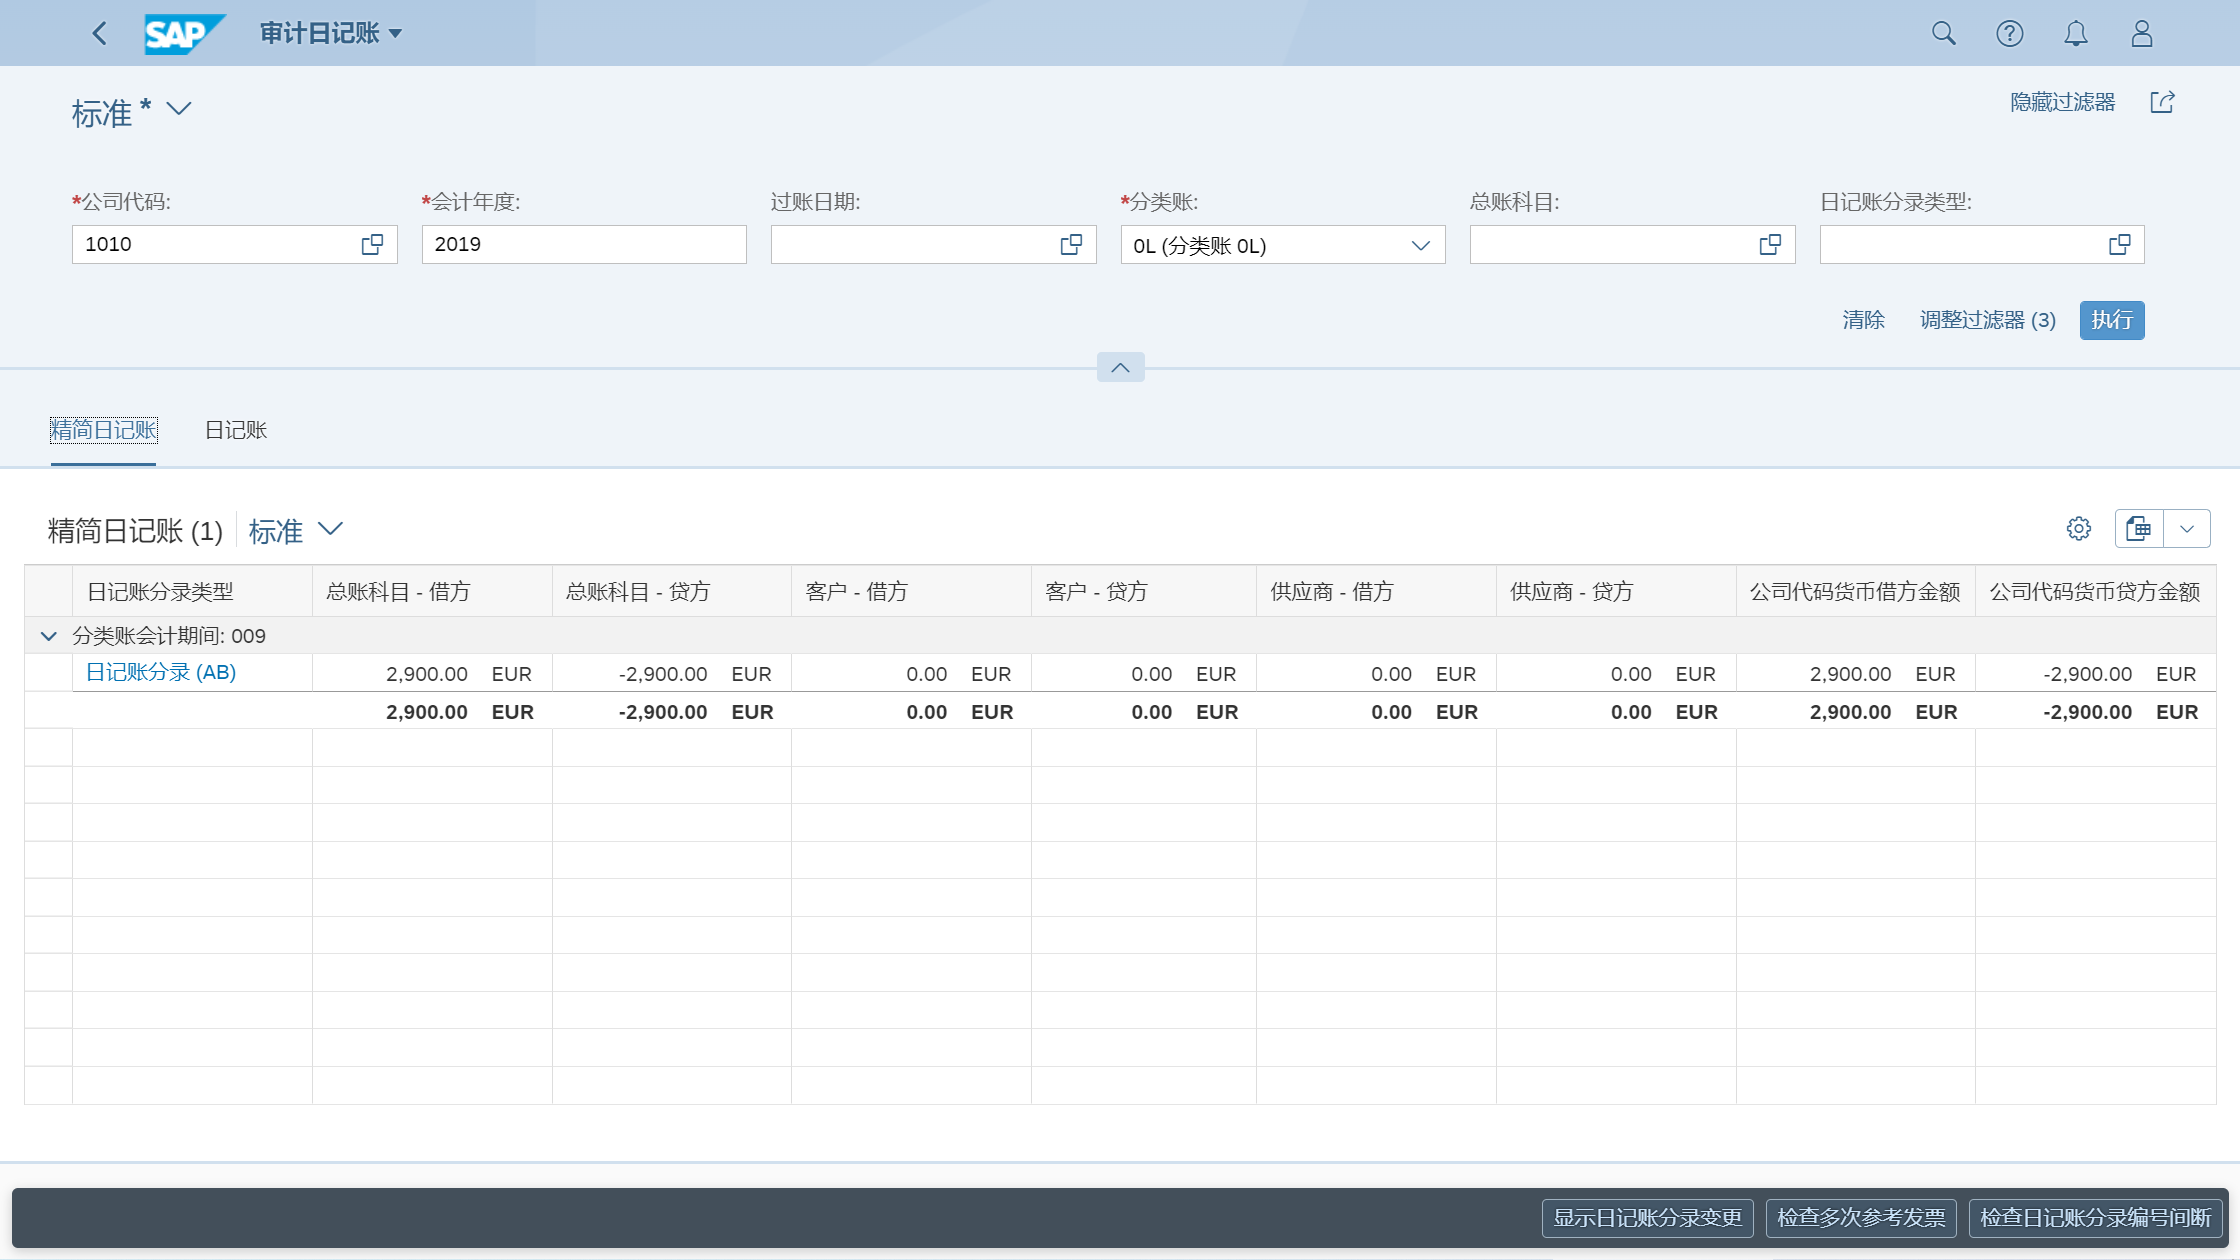 SAP 审计日记账
标准 *
隐藏过滤器
*公司代码: *会计年度: 过账日期: *分类账: 总账科目: 日记账分录类型:
1010 2019 0L (分类账 0L)
清除 调整过滤器 (3) 执行
精简日记账 日记账
精简日记账 (1) 标准
日记账分录类型 总账科目 - 借方 总账科目 - 贷方 客户 - 借方 客户 - 贷方 供应商 - 借方 供应商 - 贷方 公司代码货币借方金额 公司代码货币贷方金额
分类账会计期间: 009
日记账分录 (AB) 2,900.00 EUR -2,900.00 EUR 0.00 EUR 0.00 EUR 0.00 EUR 0.00 EUR 2,900.00 EUR -2,900.00 EUR
2,900.00 EUR -2,900.00 EUR 0.00 EUR 0.00 EUR 0.00 EUR 0.00 EUR 2,900.00 EUR -2,900.00 EUR
显示日记账分录变更 检查多次参考发票 检查日记账分录编号间断